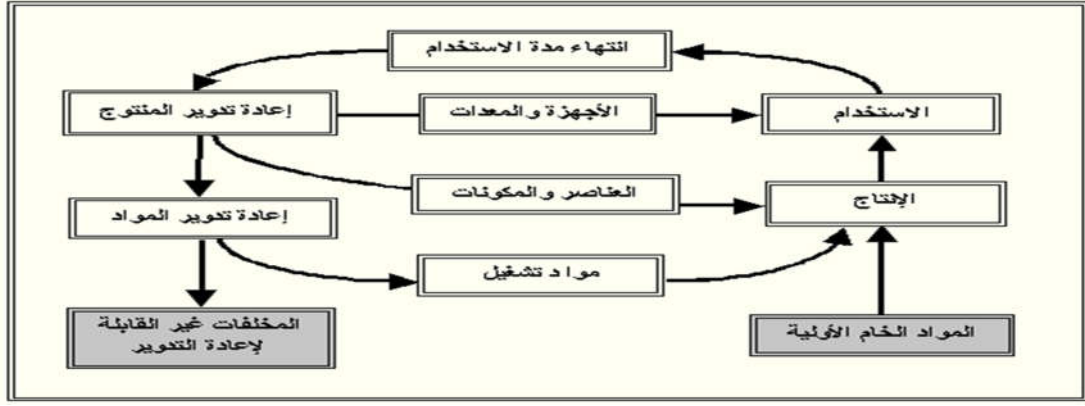 انتهاء مدة الاستخدام
الاستخدام
الأجهزة والمعدات
إعادة تدوير المنتوج
الإنتاج
العناصر والمكونات
إعادة تدوير المواد
مواد تشغيل
المواد الخام الأولية
المخلفات غير القابلة
لإعادة التدوير